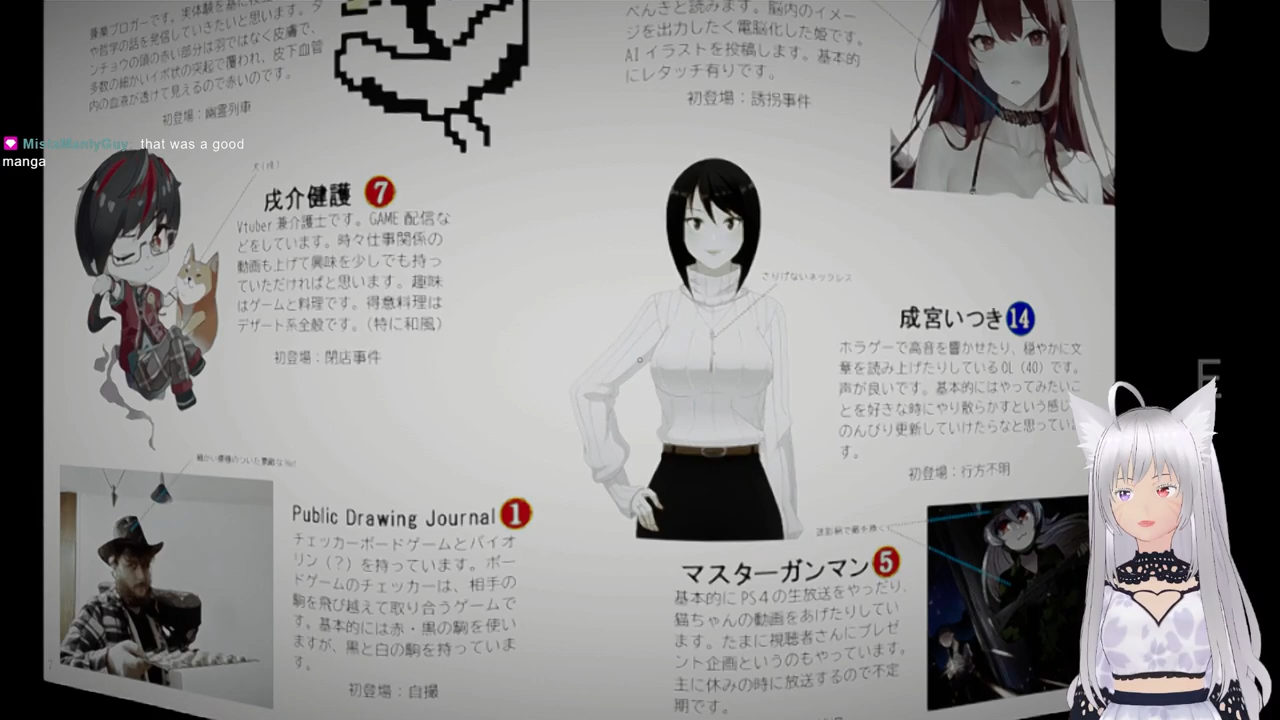 兼業ブロガーです。実体験を基に
や哲学の話を発信していきたいと思います。タ
ンチョウの頭の赤い部分は羽ではなく皮膚で、
多数の細かいイボ状の突起で覆われ、皮下血管
内の血液が透けて見えるので赤いのです。
初登場：幽霊列車
べんきと読みます。脳内のイメー
ジを出力したく電脳化した姫です。
AI イラストを投稿します。基本的
にレタッチ有りです。
初登場：誘拐事件
MistaManlyGuy: that was a good
manga
戌介健護 7
Vtuber 兼介護士です。GAME 配信な
どをしています。時々仕事関係の
動画も上げて興味を少しでも持っ
ていただければと思います。趣味
はゲームと料理です。得意料理は
デザート系全般です。（特に和風）
初登場：閉店事件
さりげないネックレス
成宮いつき 14
ホラゲーで高音を響かせたり、穏やかに文
章を読み上げたりしているOL（40）です。
声が良いです。基本的にはやってみたいこ
とを好きな時にやり散らかすという感じ
のんびり更新していけたらなと思ってい
す。
初登場：行方不明
Public Drawing Journal 1
チェッカーボードゲームとバイオ
リン（？）を持っています。ボー
ドゲームのチェッカーは、相手の
駒を飛び越えて取り合うゲームで
す。基本的には赤・黒の駒を使い
ますが、黒と白の駒を持っていま
す。
初登場：自撮
マスターガンマン 5
基本的に PS4 の生放送をやったり、
猫ちゃんの動画をあげたりしてい
ます。たまに視聴者さんにプレゼ
ント企画というのもやっています。
主に休みの時に放送するので不定
期です。
E